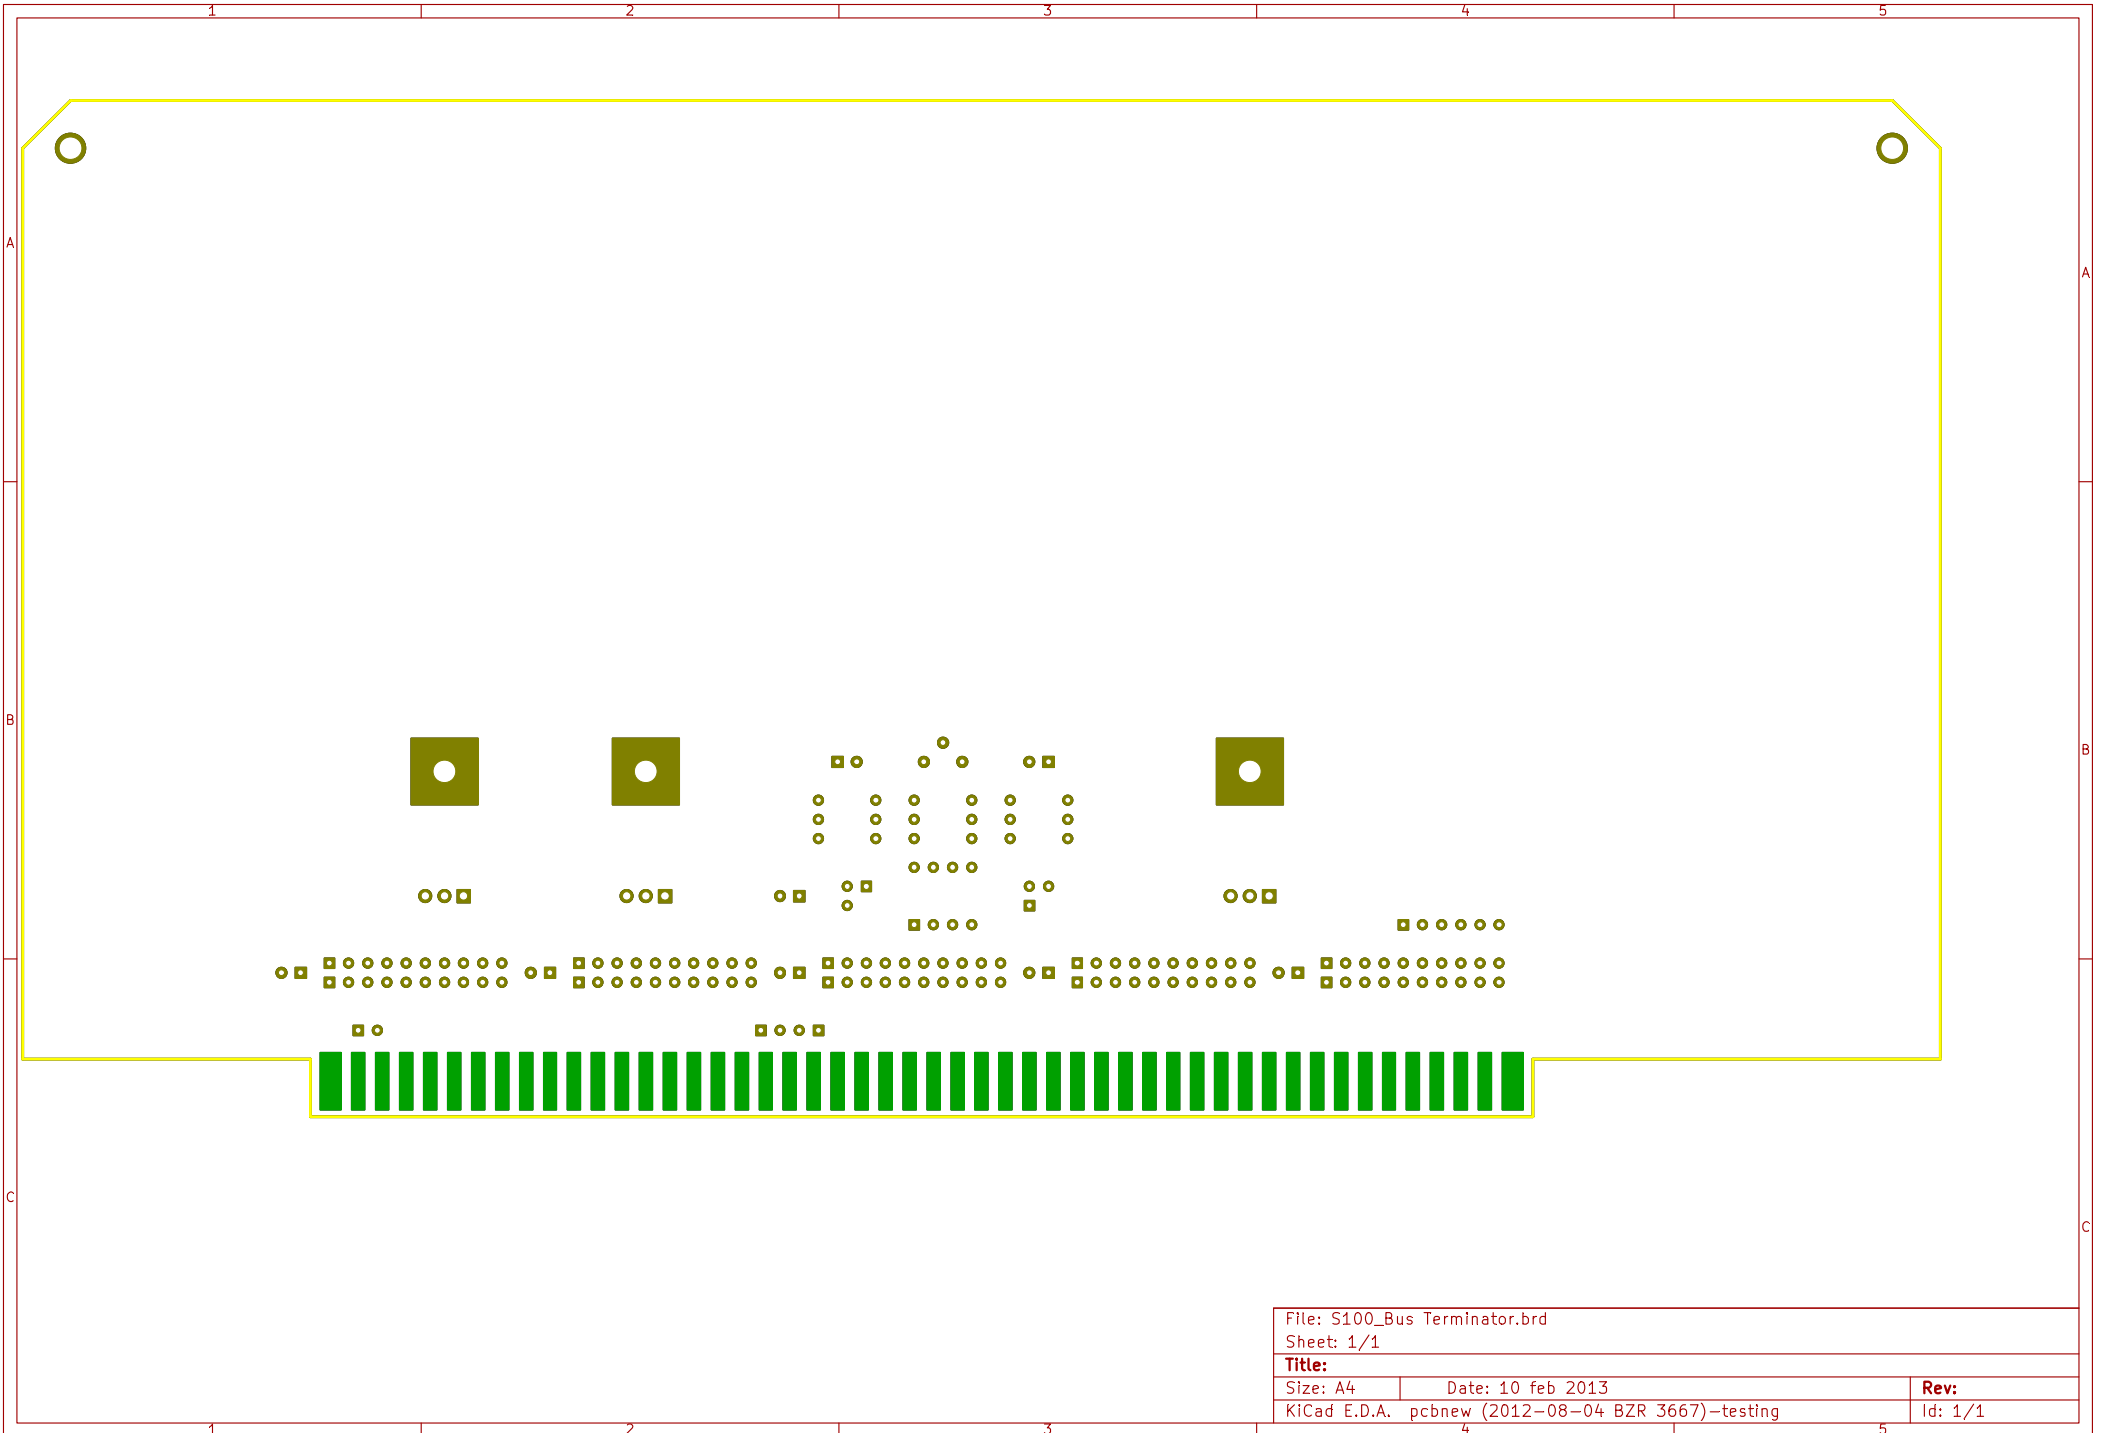 1 2 3 4 5
A A
B B
C C
File: S100_Bus Terminator.brd
Sheet: 1/1
Title:
Size: A4 Date: 10 feb 2013 Rev:
KiCad E.D.A. pcbnew (2012-08-04 BZR 3667)-testing Id: 1/1
1 2 3 4 5